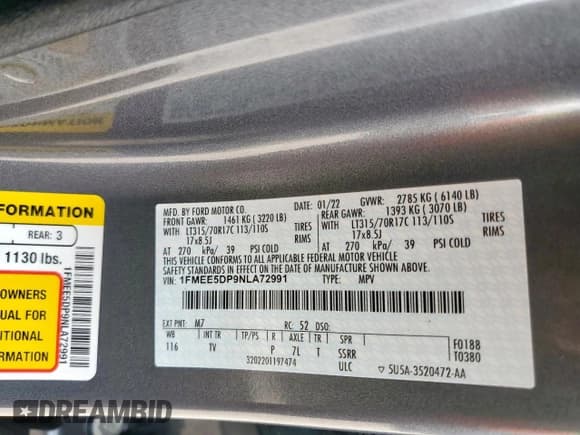 FORMATION
REAR: 3
1130 lbs.
OWNERS
UAL FOR
ITIONAL
RMATION
1FMEE5DP9NLA72991
MFD. BY FORD MOTOR CO. 01/22 GVWR: 2785 KG ( 6140 LB)
FRONT GAWR: 1461 KG ( 3220 LB) REAR GAWR: 1393 KG ( 3070 LB)
WITH LT315/70R17C 113/110S TIRES WITH LT315/70R17C 113/110S TIRES
17x8.5J RIMS 17x8.5J RIMS
AT 270 kPa/ 39 PSI COLD AT 270 kPa/ 39 PSI COLD
THIS VEHICLE CONFORMS TO ALL APPLICABLE FEDERAL MOTOR VEHICLE
SAFETY STANDARDS IN EFFECT ON THE DATE OF MANUFACTURE SHOWN ABOVE.
VIN: 1FMEE5DP9NLA72991 TYPE: MPV
EXT PNT: M7 RC: 52 DSO:
WB INT TR TP/PS R AXLE TR SPR
116 TV P 7L T SSRR F0188
3202201197474 ULC T0380
5U5A-3520472-AA
DREAMBID